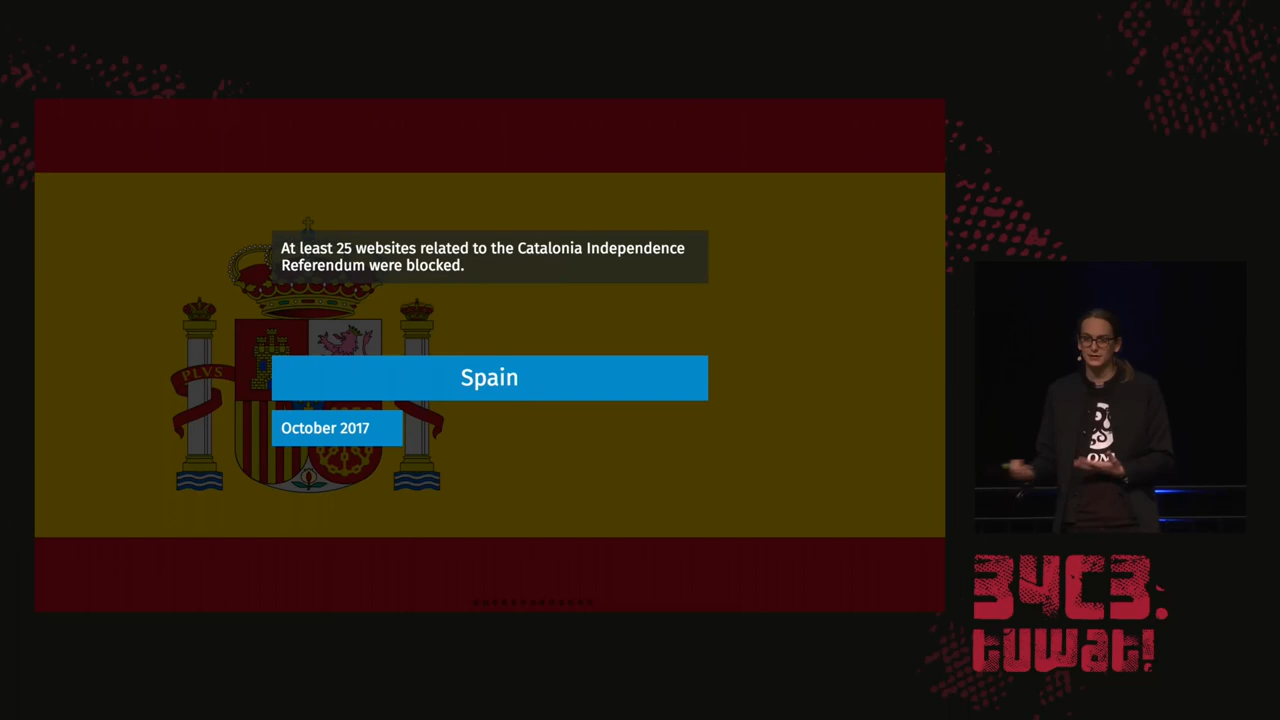 At least 25 websites related to the Catalonia Independence
Referendum were blocked.
PLVS
Spain
October 2017
34C3.
tuwat!